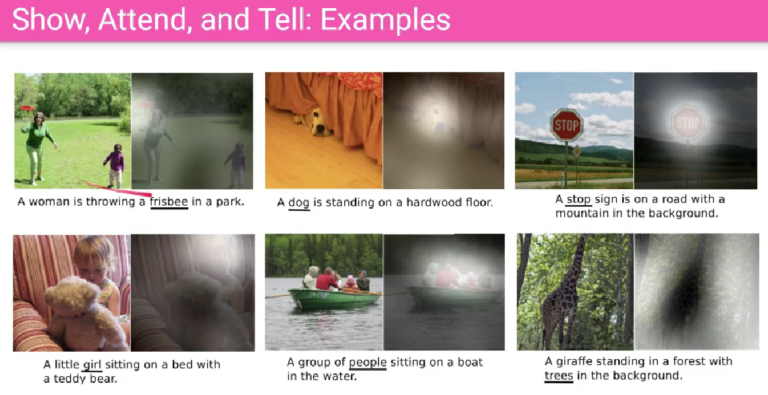 Show, Attend, and Tell: Examples
STOP
STOP
A woman is throwing a frisbee in a park.
A dog is standing on a hardwood floor.
A stop sign is on a road with a
mountain in the background.
A little girl sitting on a bed with
a teddy bear.
A group of people sitting on a boat
in the water.
A giraffe standing in a forest with
trees in the background.